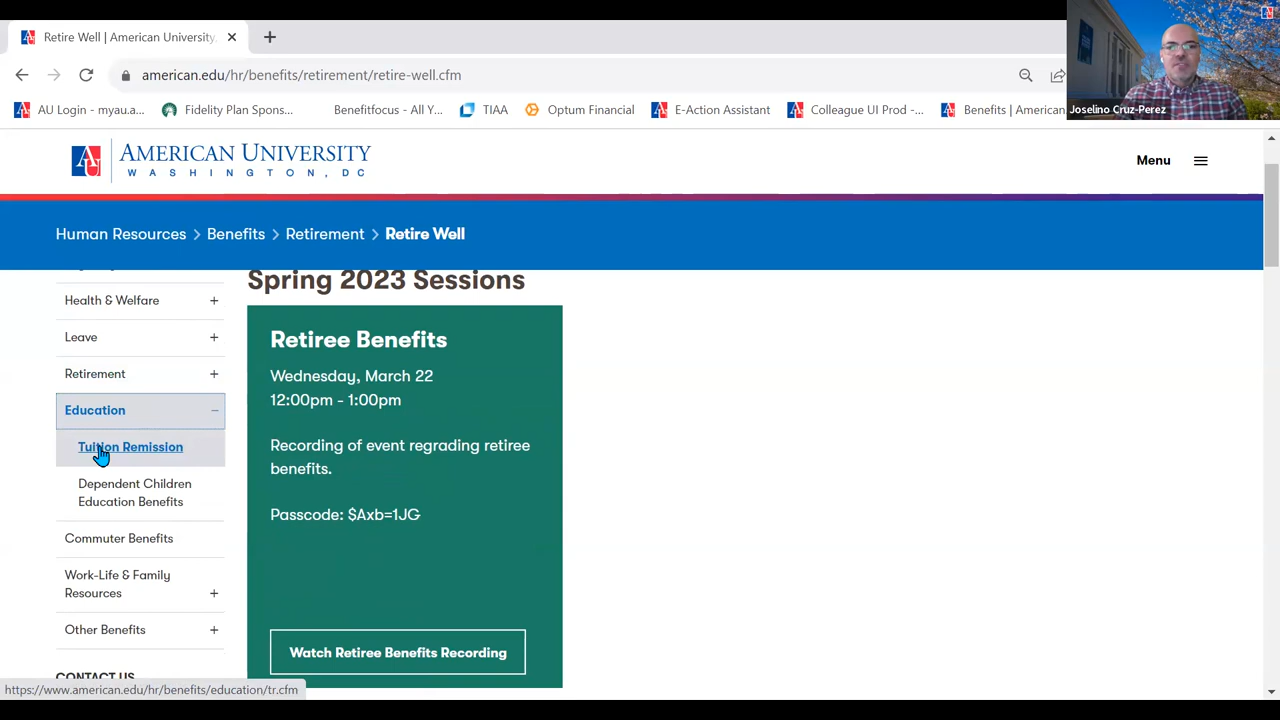 Retire Well | American University,
american.edu/hr/benefits/retirement/retire-well.cfm
AU Login - myau.a...
Fidelity Plan Spons...
Benefitfocus - All Y...
TIAA
Optum Financial
E-Action Assistant
Colleague UI Prod -...
Benefits | American
Joselino Cruz-Perez
AMERICAN UNIVERSITY
WASHINGTON, DC
Menu
Human Resources > Benefits > Retirement > Retire Well
Health & Welfare +
Leave +
Retirement +
Education −
Tuition Remission
Dependent Children
Education Benefits
Commuter Benefits
Work-Life & Family
Resources +
Other Benefits +
CONTACT US
Spring 2023 Sessions
Retiree Benefits
Wednesday, March 22
12:00pm - 1:00pm
Recording of event regrading retiree
benefits.
Passcode: $Axb=1JG
Watch Retiree Benefits Recording
https://www.american.edu/hr/benefits/education/tr.cfm